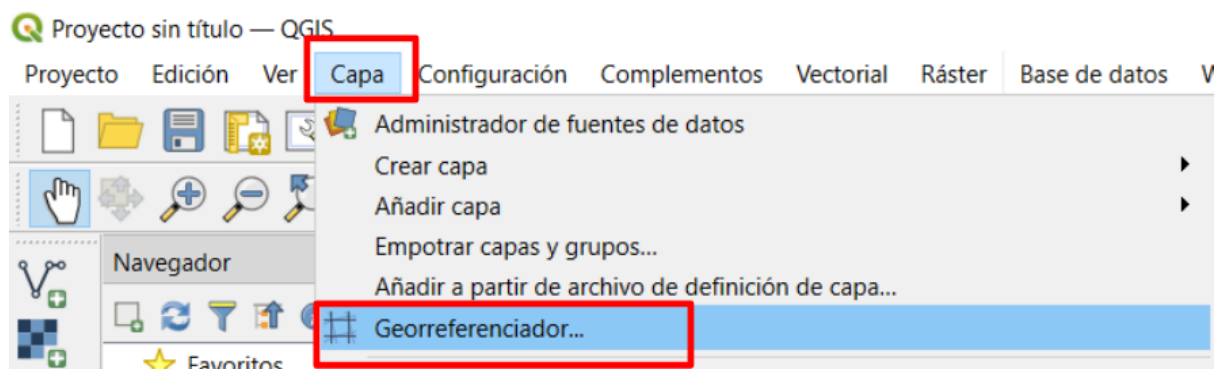 Proyecto sin título — QGIS
Proyecto Edición Ver Capa Configuración Complementos Vectorial Ráster Base de datos
Administrador de fuentes de datos
Crear capa
Añadir capa
Empotrar capas y grupos...
Navegador
Añadir a partir de archivo de definición de capa...
Georreferenciador...
Favoritos